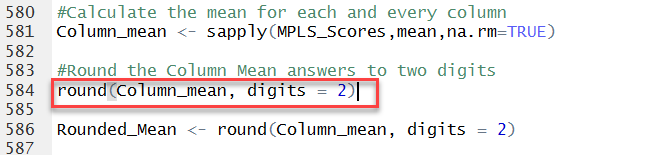 580 #Calculate the mean for each and every column
581 Column_mean <- sapply(MPLS_Scores,mean,na.rm=TRUE)
582
583 #Round the Column Mean answers to two digits
584 round(Column_mean, digits = 2)
585
586 Rounded_Mean <- round(Column_mean, digits = 2)
587